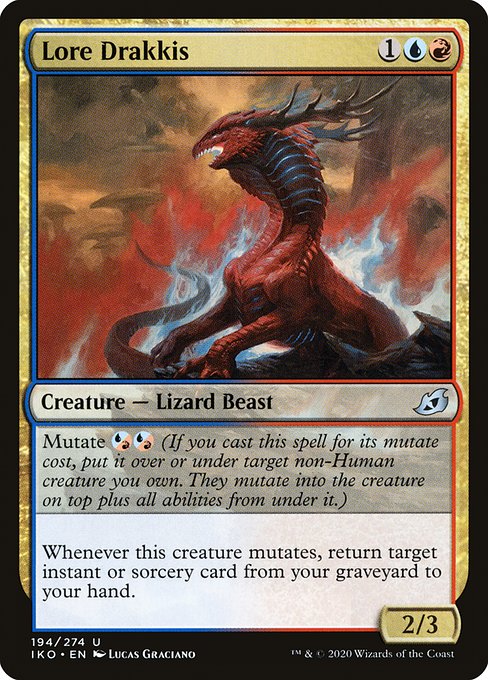 Lore Drakkis 1
Creature — Lizard Beast
Mutate (If you cast this spell for its mutate
cost, put it over or under target non-Human
creature you own. They mutate into the creature
on top plus all abilities from under it.)
Whenever this creature mutates, return target
instant or sorcery card from your graveyard to
your hand.
2/3
194/274 U
IKO • EN Lucas Graciano ™ & © 2020 Wizards of the Coast